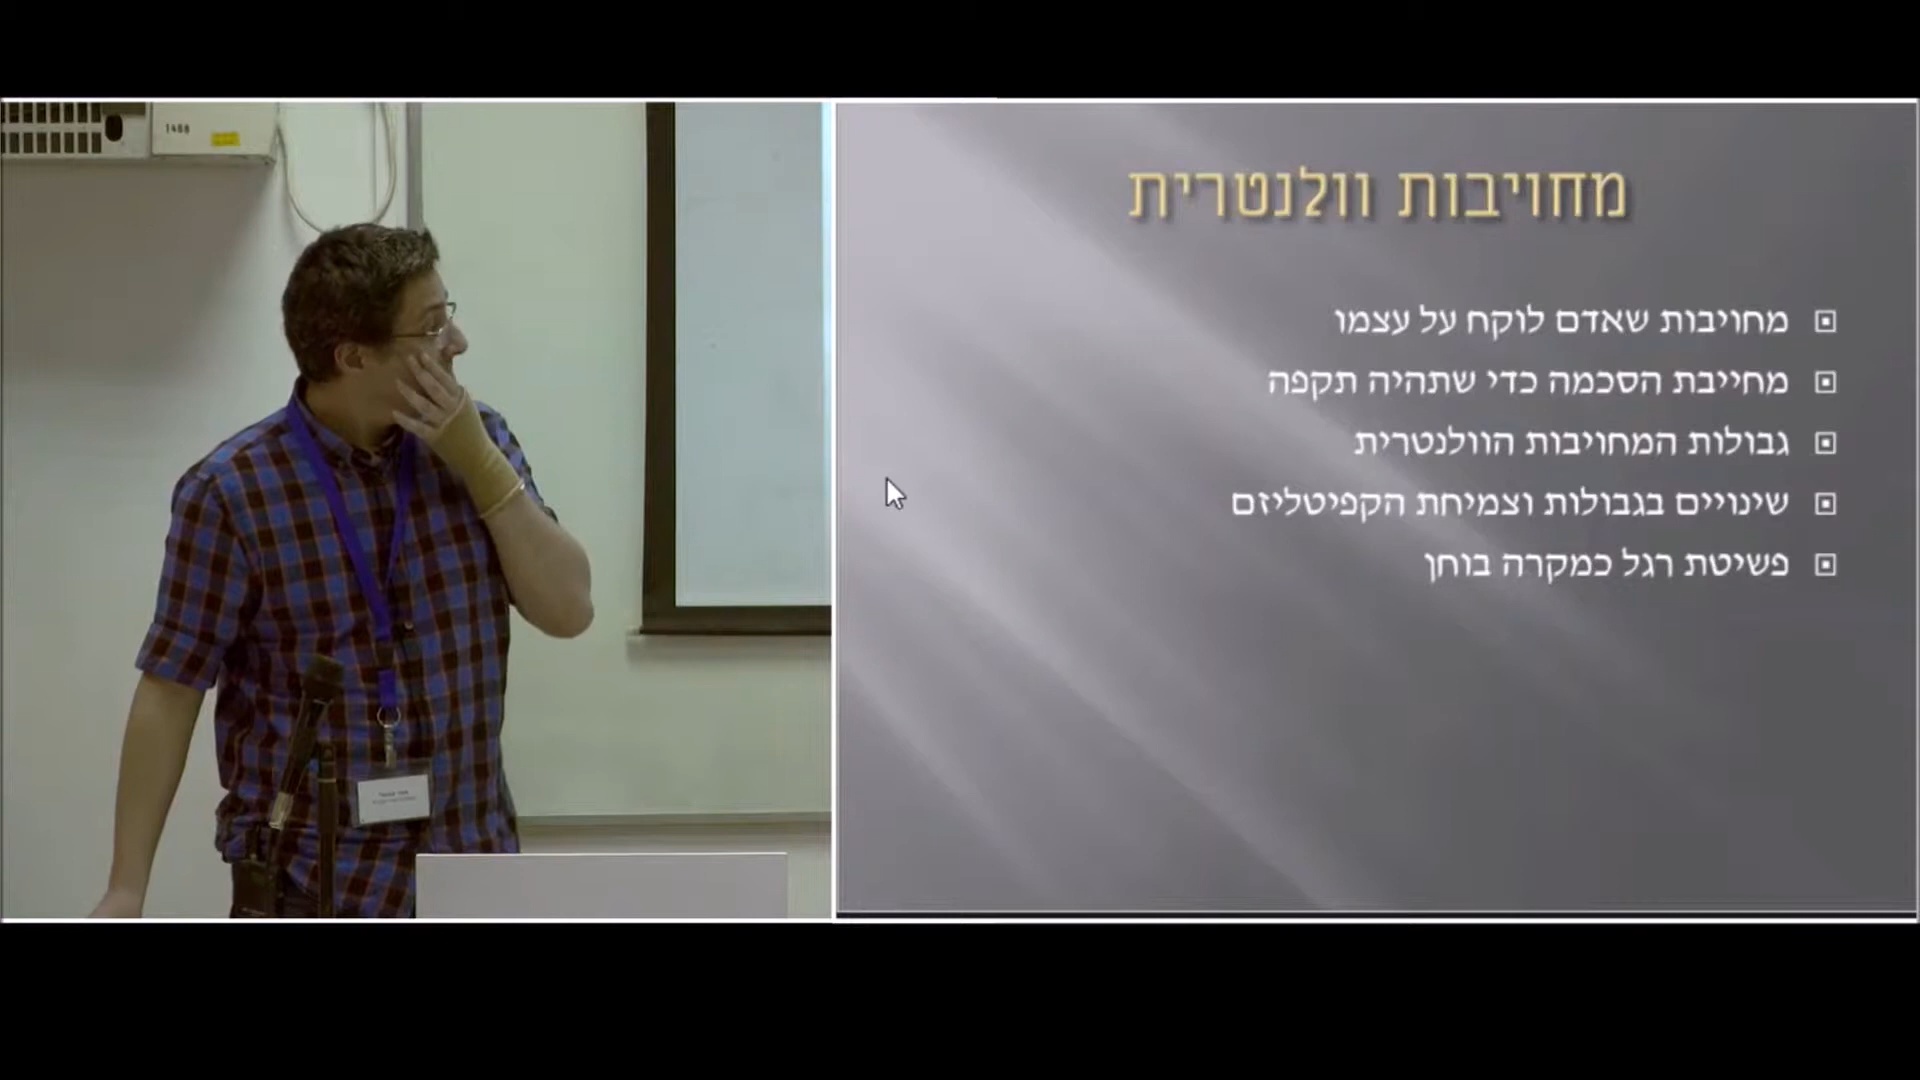 1488
מחויבות וולנטרית
מחויבות שאדם לוקח על עצמו
מחייבת הסכמה כדי שתהיה תקפה
גבולות המחויבות הוולנטרית
שינויים בגבולות וצמיחת הקפיטליזם
פשיטת רגל כמקרה בוחן